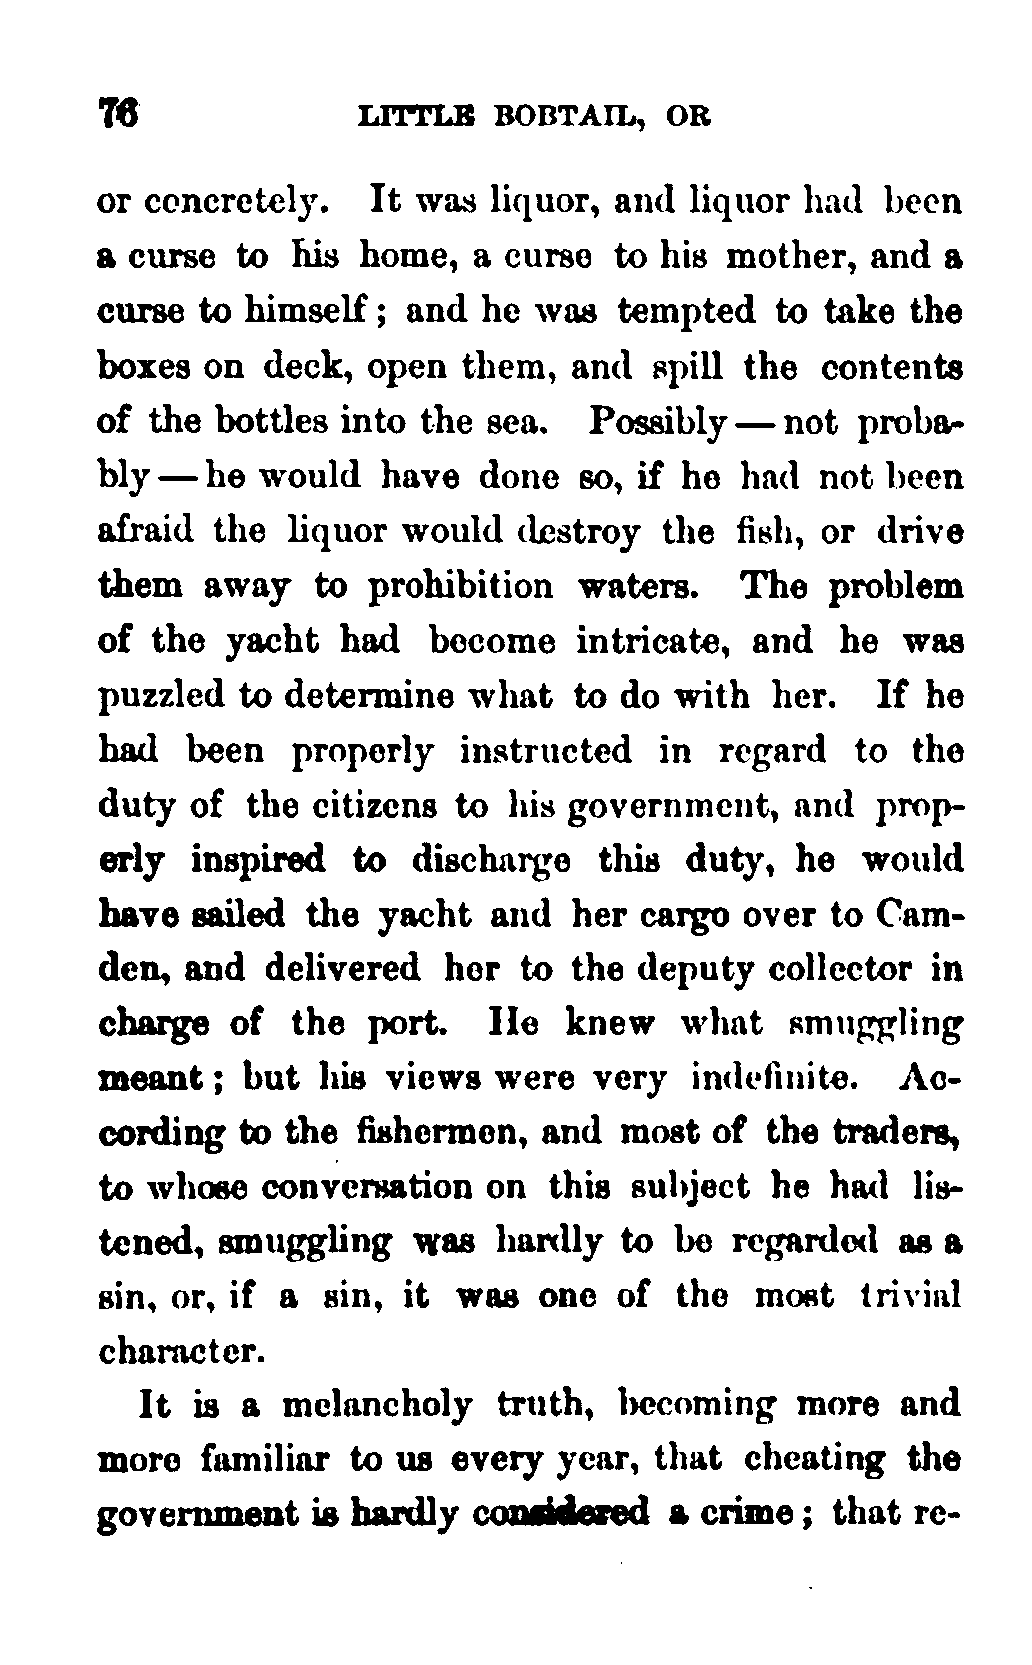 76 LITTLE BOBTAIL, OR
or concretely. It was liquor, and liquor had been
a curse to his home, a curse to his mother, and a
curse to himself; and he was tempted to take the
boxes on deck, open them, and spill the contents
of the bottles into the sea. Possibly — not proba-
bly — he would have done so, if he had not been
afraid the liquor would destroy the fish, or drive
them away to prohibition waters. The problem
of the yacht had become intricate, and he was
puzzled to determine what to do with her. If he
had been properly instructed in regard to the
duty of the citizens to his government, and prop-
erly inspired to discharge this duty, he would
have sailed the yacht and her cargo over to Cam-
den, and delivered her to the deputy collector in
charge of the port. He knew what smuggling
meant; but his views were very indefinite. Ac-
cording to the fishermen, and most of the traders,
to whose conversation on this subject he had lis-
tened, smuggling was hardly to be regarded as a
sin, or, if a sin, it was one of the most trivial
character.
It is a melancholy truth, becoming more and
more familiar to us every year, that cheating the
government is hardly considered a crime; that re-